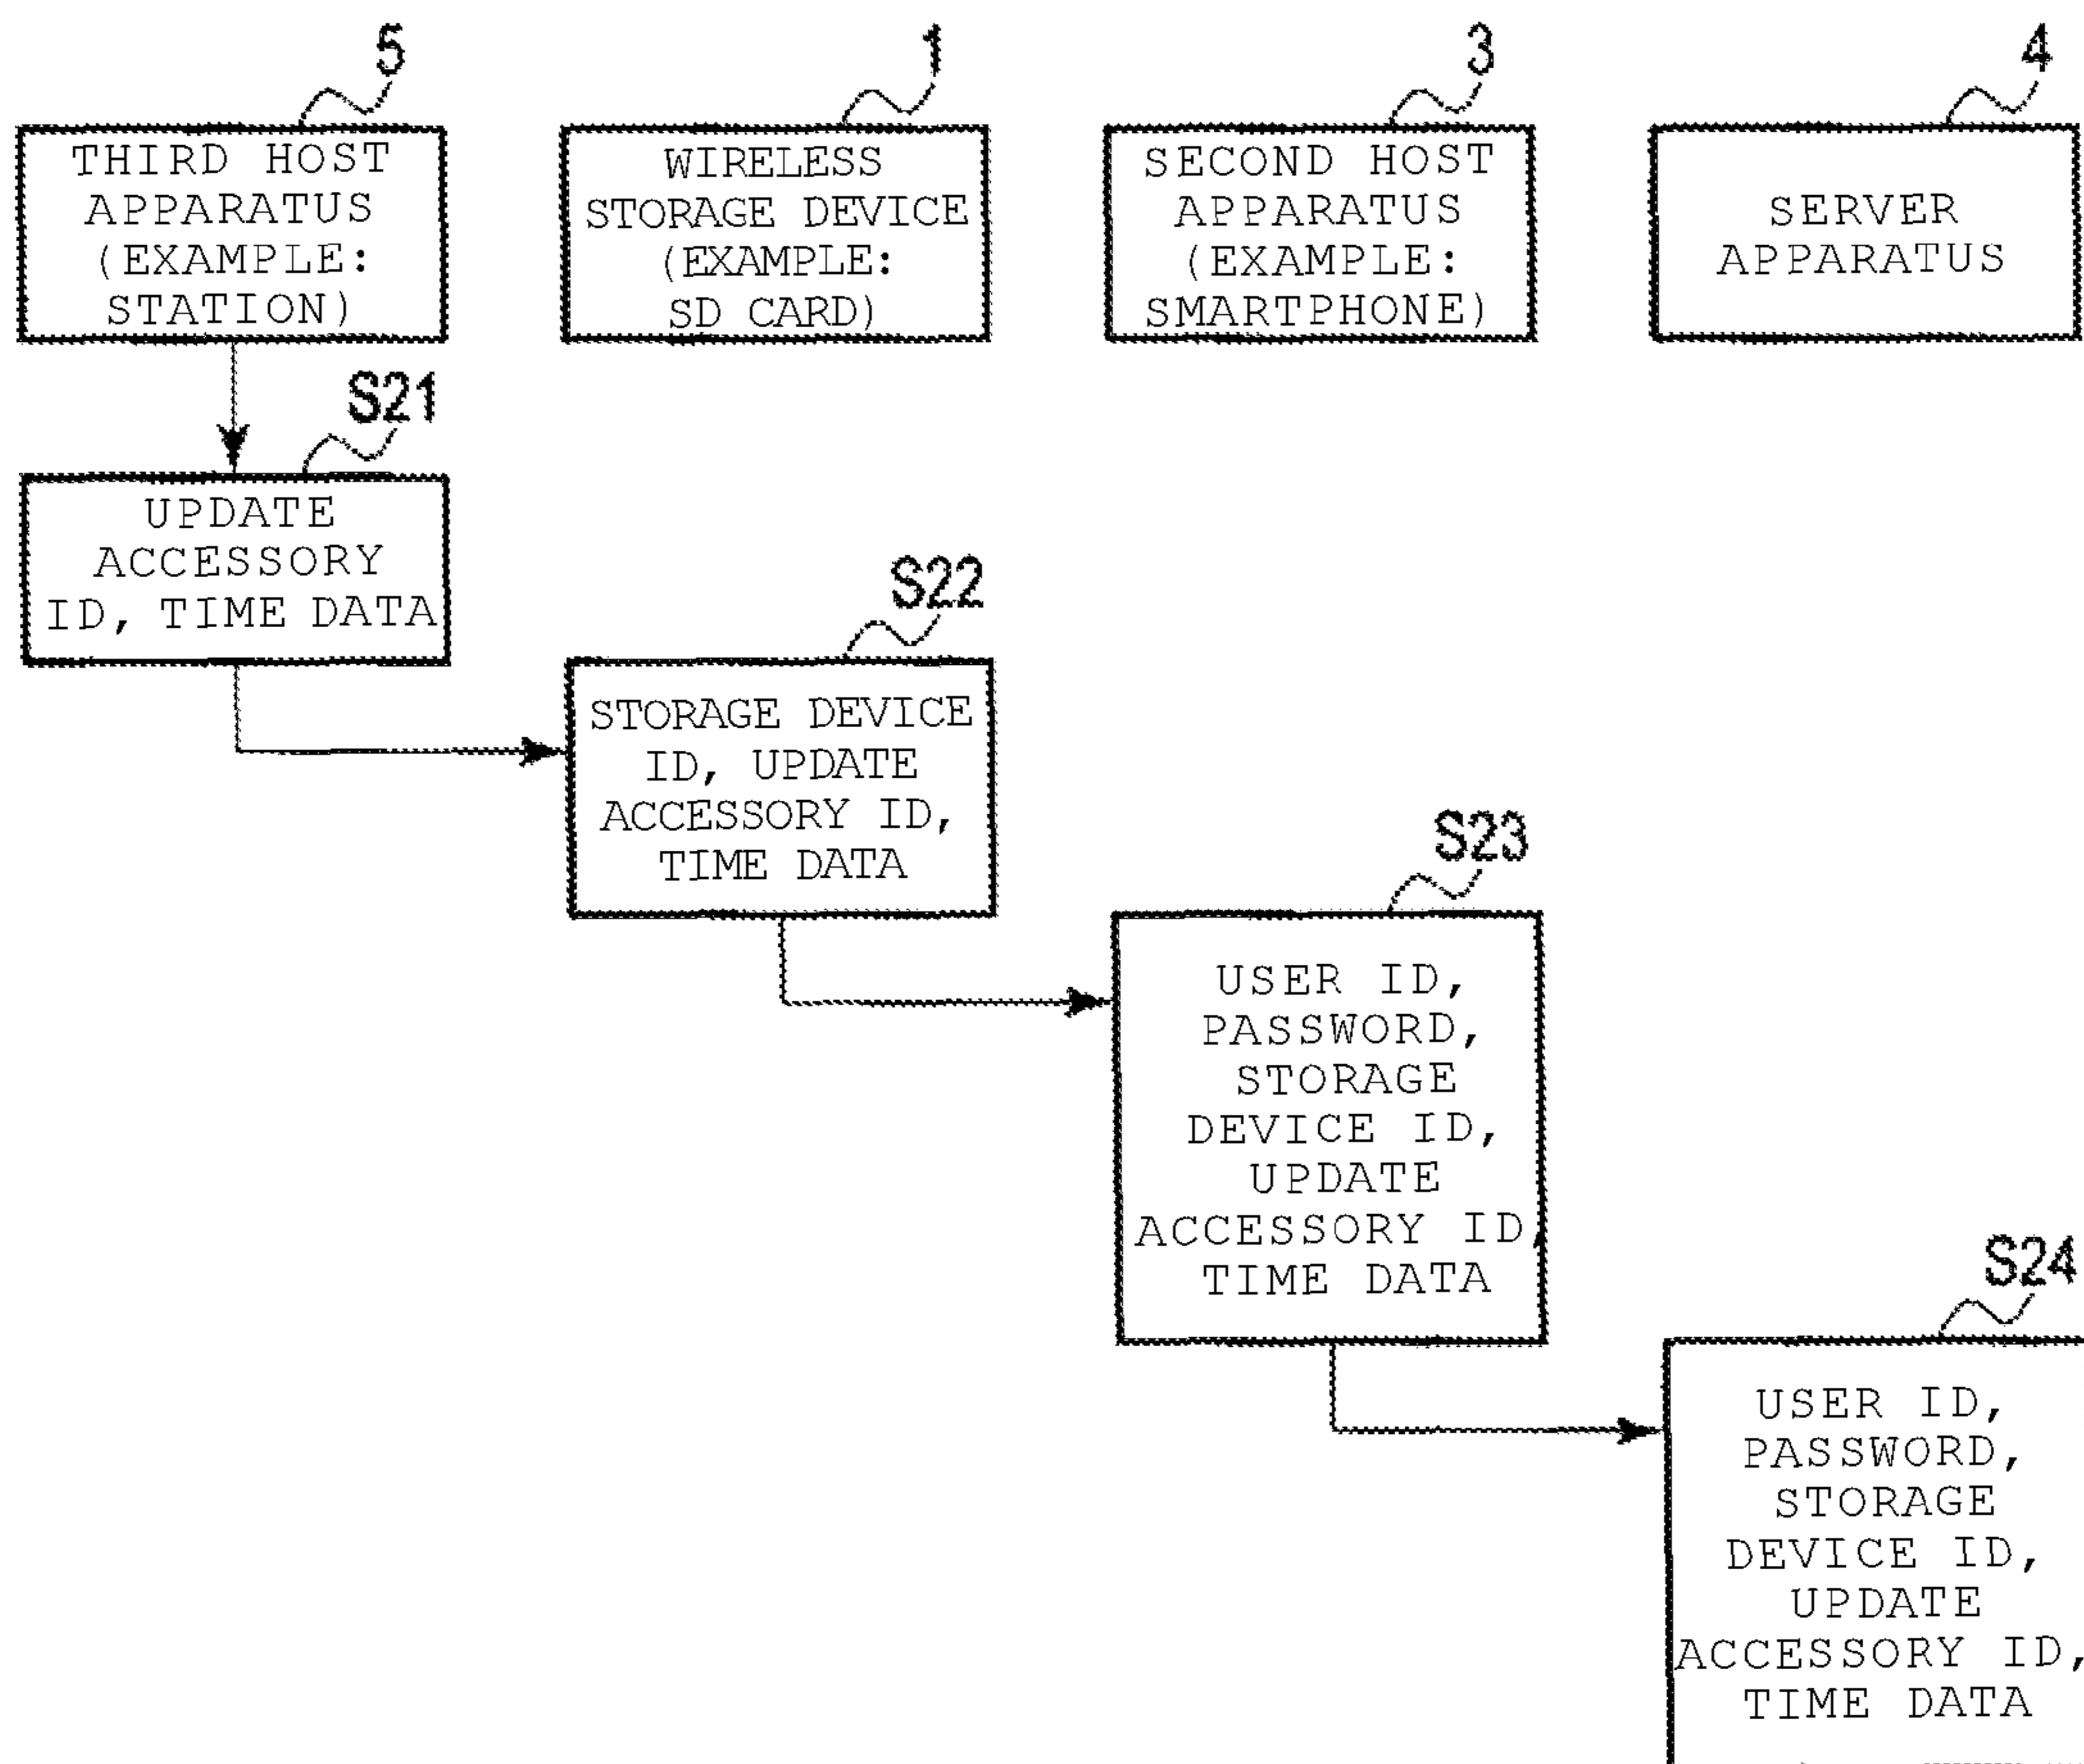 5
1
3
4
THIRD HOST
APPARATUS
(EXAMPLE:
STATION)
WIRELESS
STORAGE DEVICE
(EXAMPLE:
SD CARD)
SECOND HOST
APPARATUS
(EXAMPLE:
SMARTPHONE)
SERVER
APPARATUS
S21
UPDATE
ACCESSORY
ID, TIME DATA
S22
STORAGE DEVICE
ID, UPDATE
ACCESSORY ID,
TIME DATA
S23
USER ID,
PASSWORD,
STORAGE
DEVICE ID,
UPDATE
ACCESSORY ID,
TIME DATA
S24
USER ID,
PASSWORD,
STORAGE
DEVICE ID,
UPDATE
ACCESSORY ID,
TIME DATA